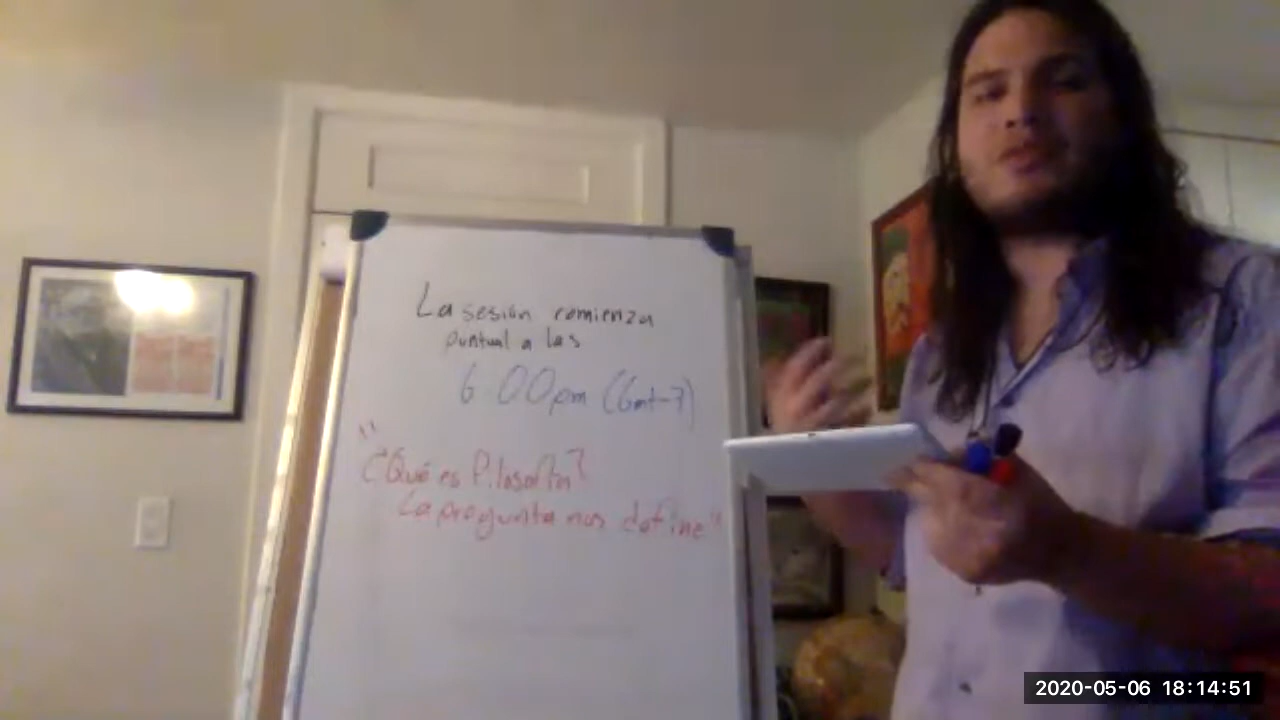 La sesión comienza
puntual a las
6:00pm (Gmt-7)
"¿Qué es filosofía?
La pregunta nos define"
2020-05-06 18:14:51